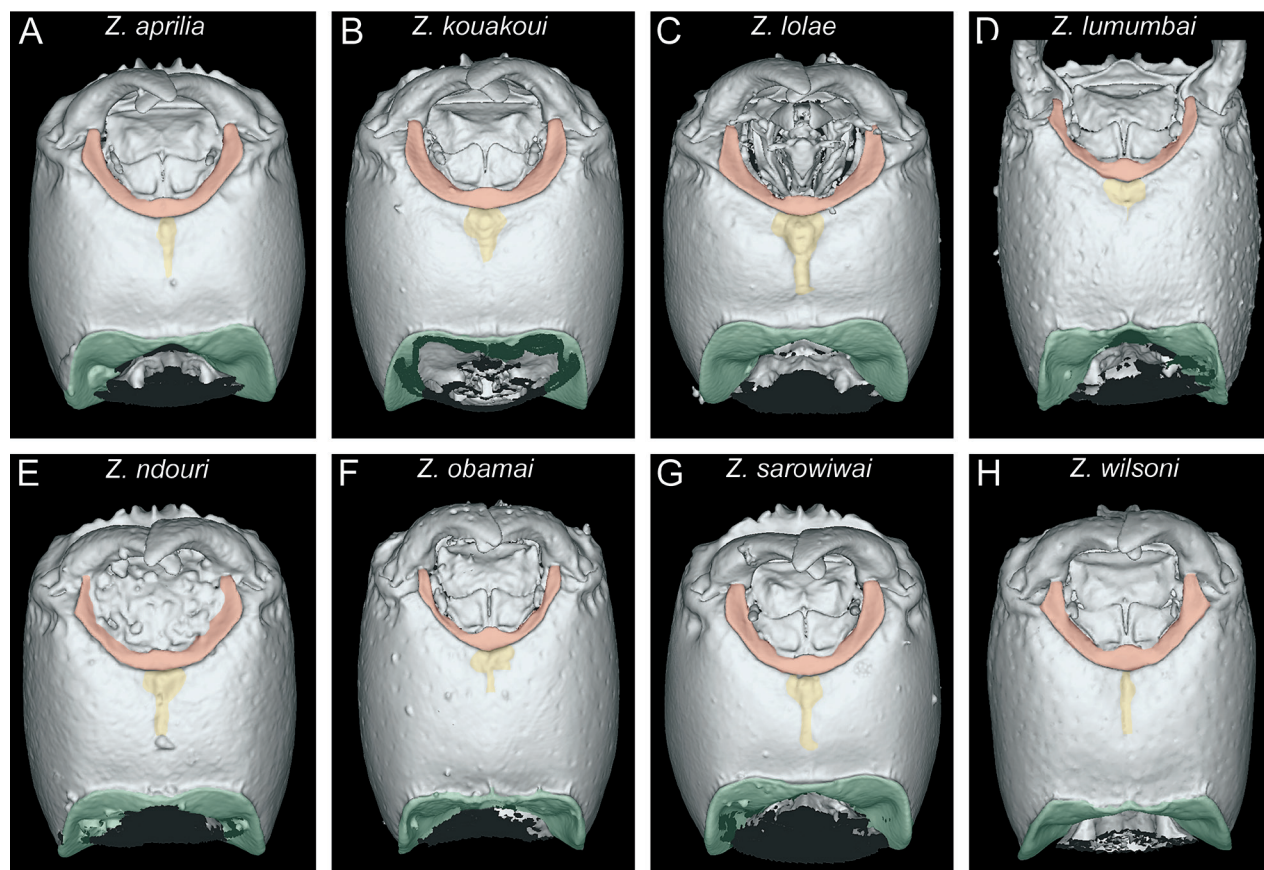 A Z. aprilia
B Z. kouakoui
C Z. lolae
D Z. lumumbai
E Z. ndouri
F Z. obamai
G Z. sarowiwai
H Z. wilsoni